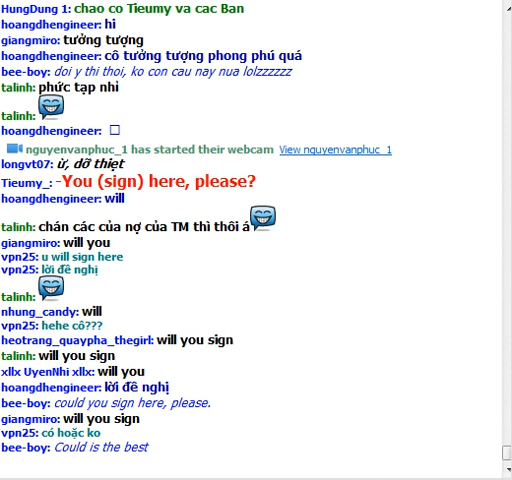 HungDung 1: chao co Tieumy va cac Ban
hoangdhengineer: hi
giangmiro: tưởng tượng
hoangdhengineer: cô tưởng tượng phong phú quá
bee-boy: doi y thi thoi, ko con cau nay nua lolzzzzzz
talinh: phức tạp nhỉ
talinh:
hoangdhengineer:
nguyenvanphuc_1 has started their webcam View nguyenvanphuc_1
longvt07: ừ, dỡ thiệt
Tieumy_: -You (sign) here, please?
hoangdhengineer: will
talinh: chán các của nợ của TM thì thôi á
giangmiro: will you
vpn25: u will sign here
vpn25: lời đề nghị
talinh:
nhung_candy: will
vpn25: hehe cô???
heotrang_quaypha_thegirl: will you sign
talinh: will you sign
xllx UyenNhi xllx: will you
hoangdhengineer: lời đề nghị
bee-boy: could you sign here, please.
giangmiro: will you sign
vpn25: có hoặc ko
bee-boy: Could is the best